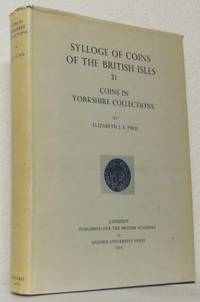 SYLLOGE OF COINS
OF THE BRITISH ISLES
21
COINS IN
YORKSHIRE COLLECTIONS
BY
ELIZABETH J. E. PIRIE
LONDON
PUBLISHED FOR THE BRITISH ACADEMY
OXFORD UNIVERSITY PRESS